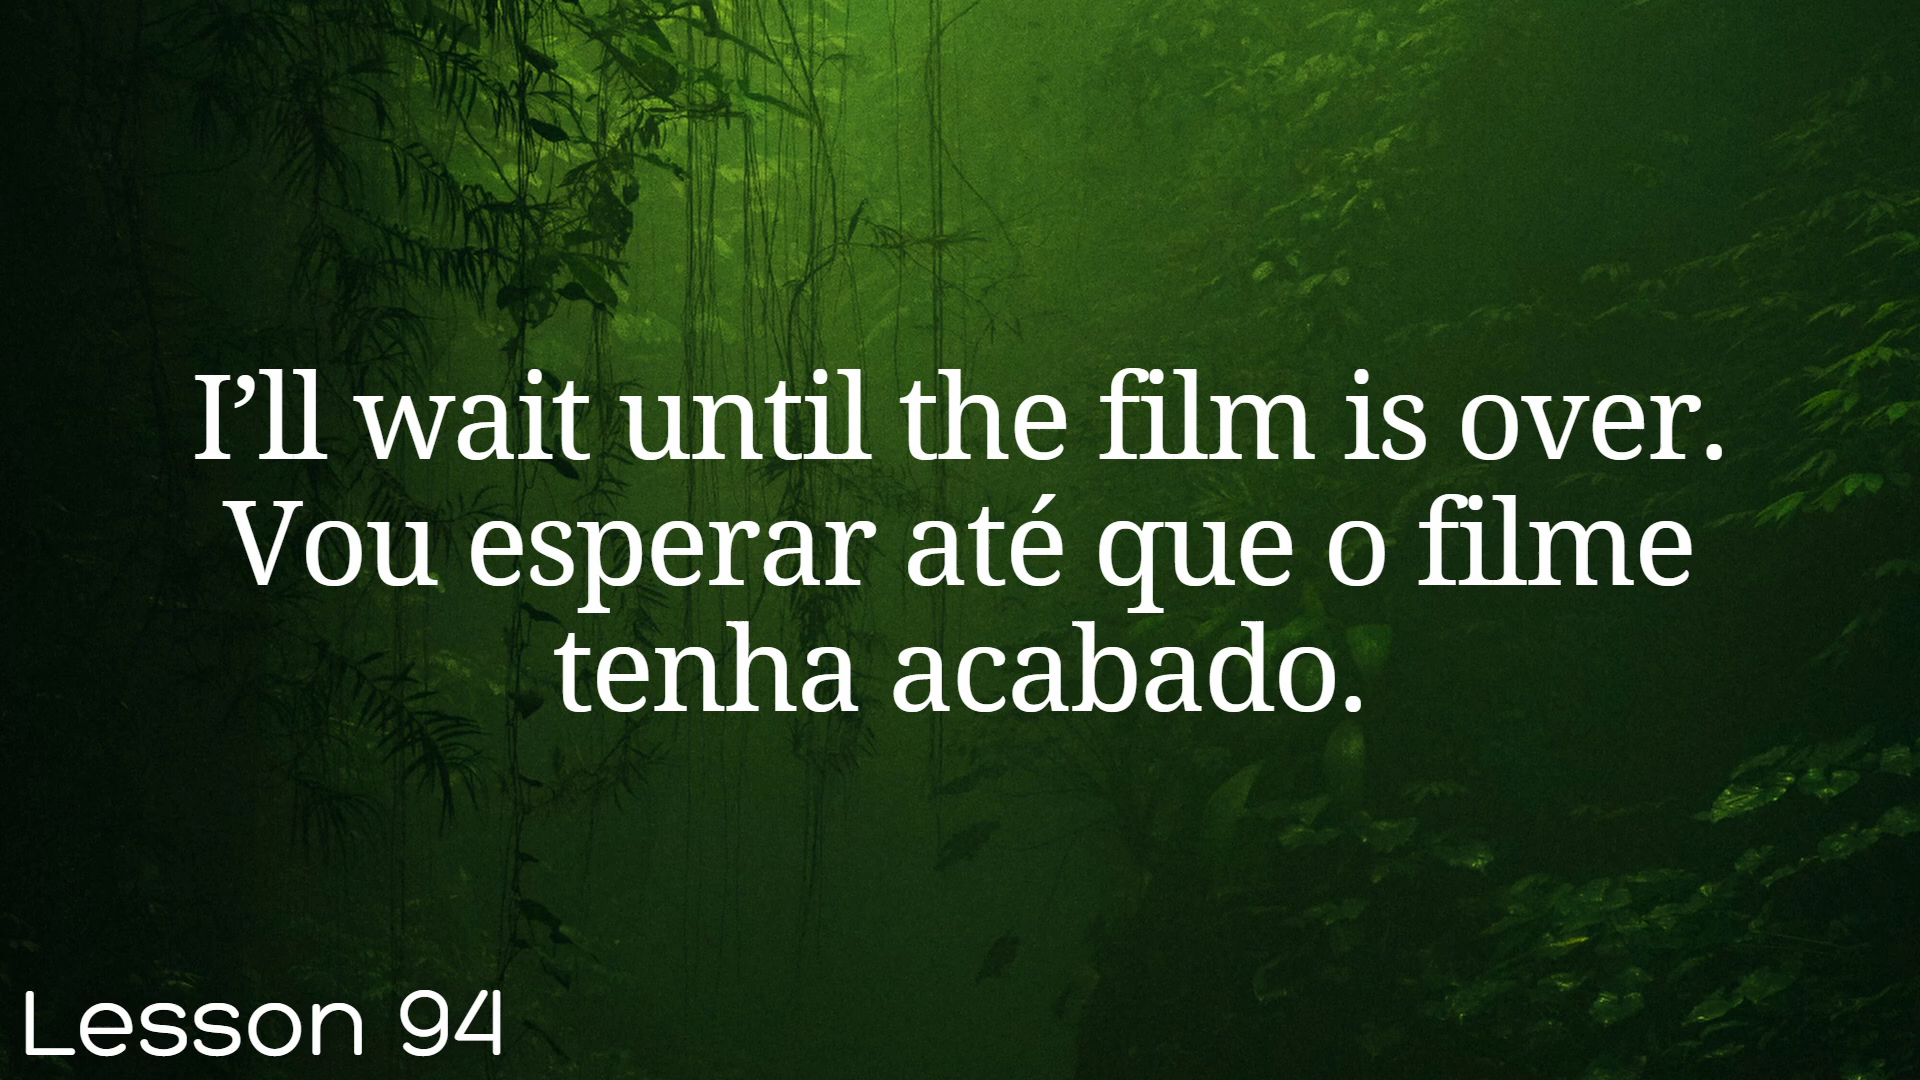 I’ll wait until the film is over.
Vou esperar até que o filme
tenha acabado.
Lesson 94